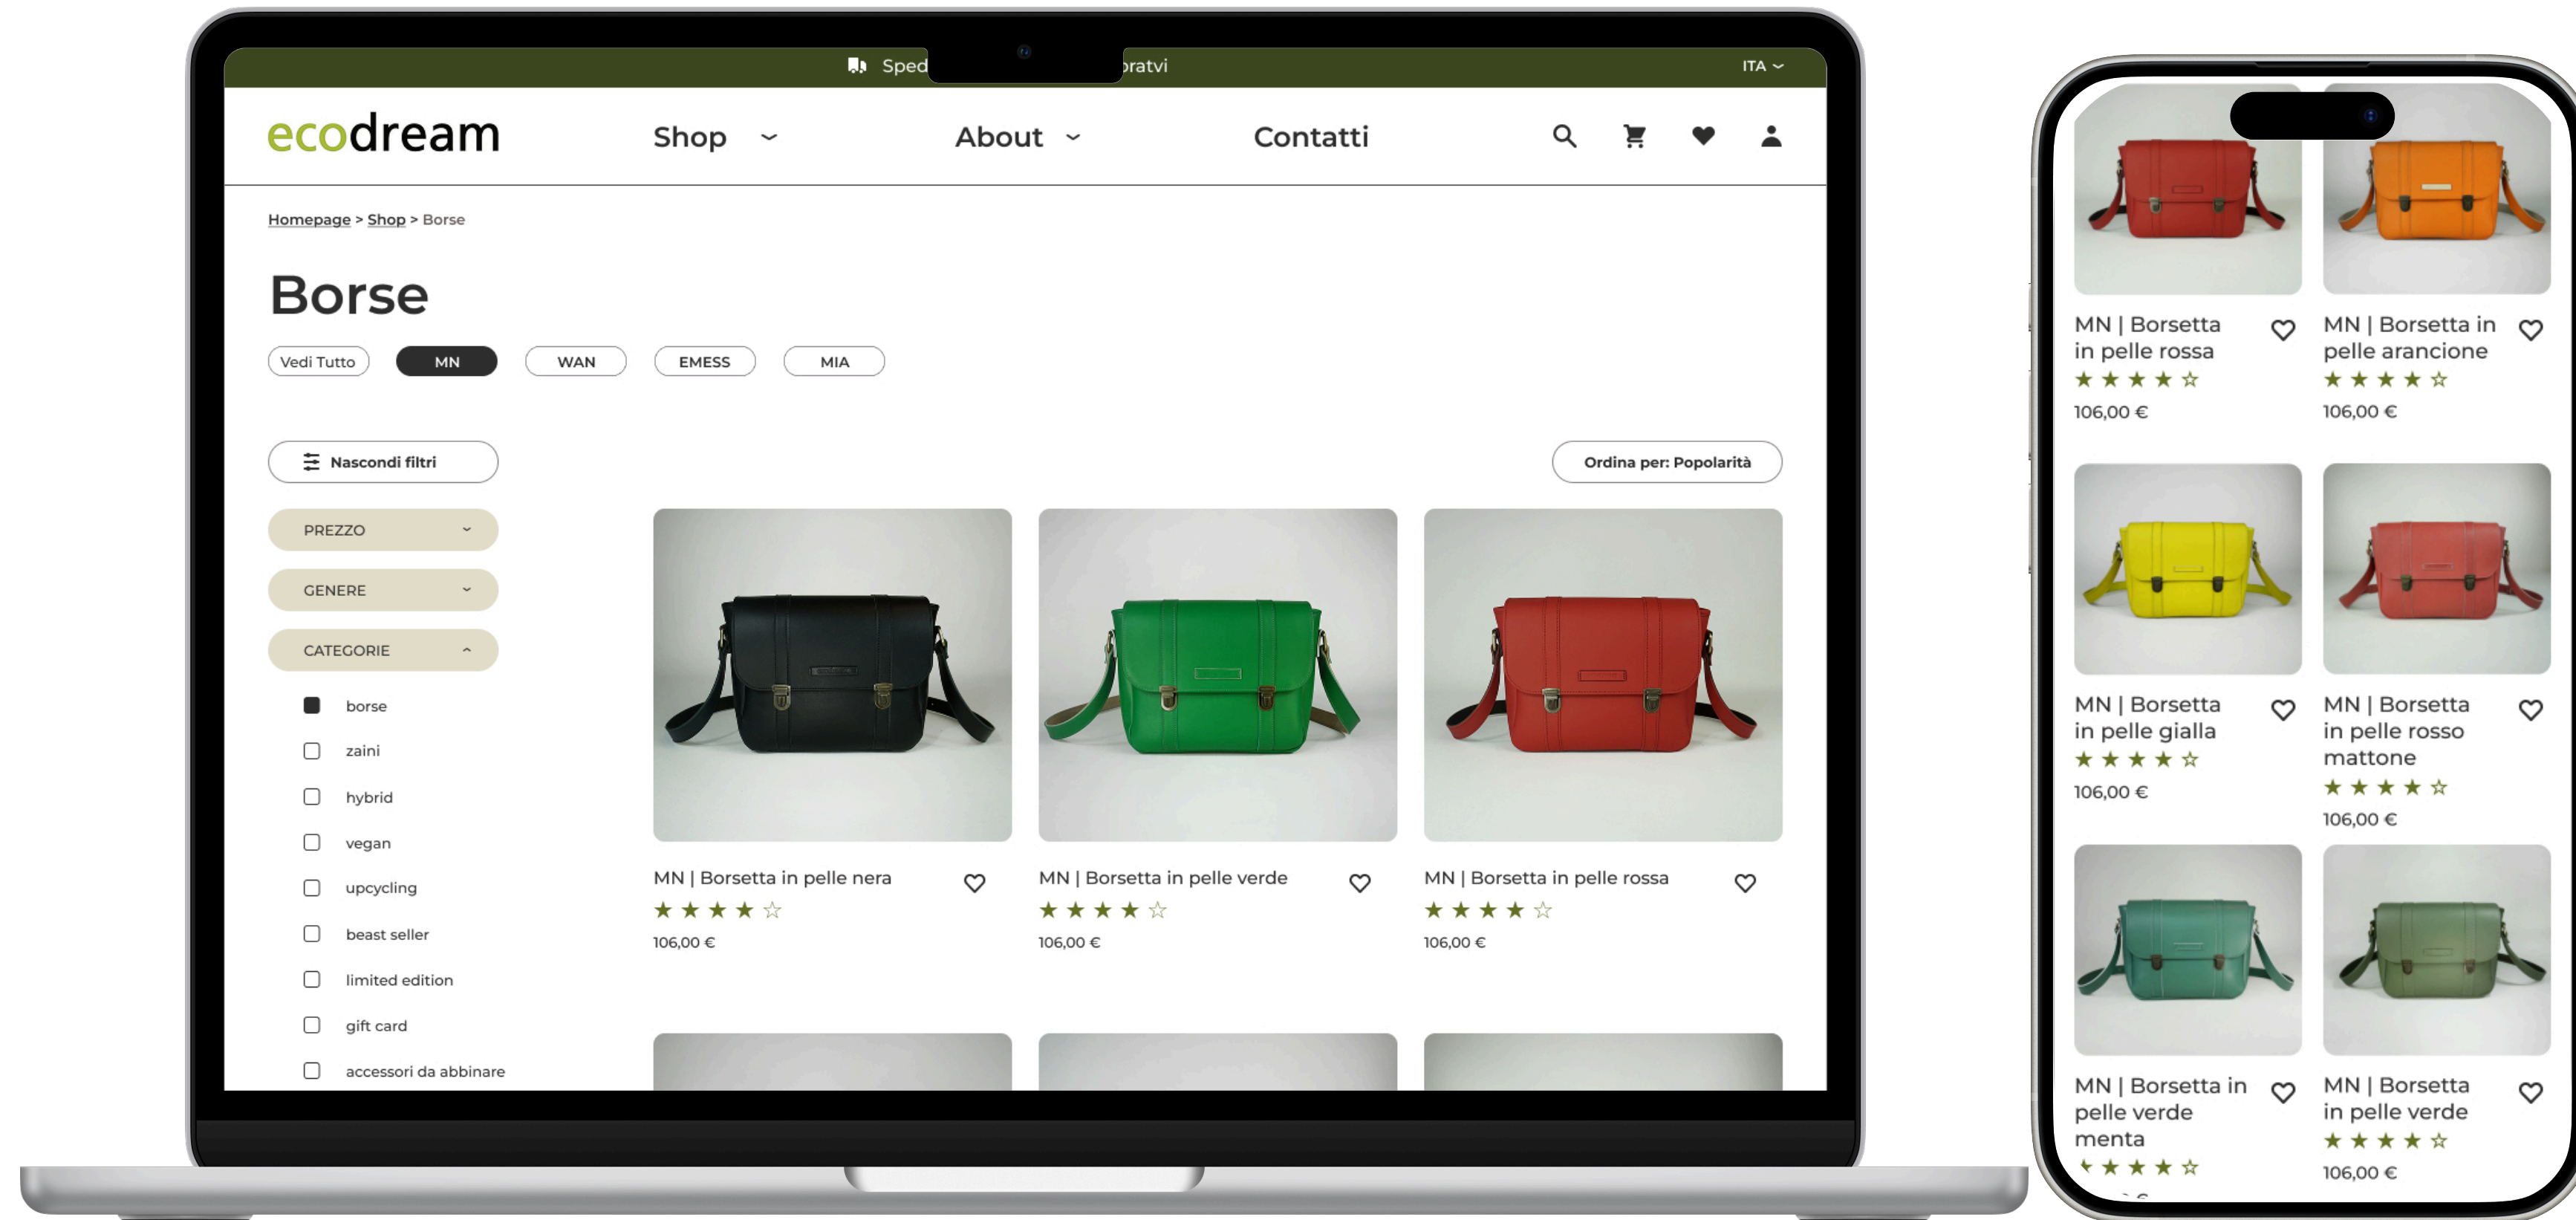 Sped
oratvi
ITA
ecodream
Shop
About
Contatti
Homepage > Shop > Borse
Borse
Vedi Tutto
MN
WAN
EMESS
MIA
Nascondi filtri
Ordina per: Popolarità
PREZZO
GENERE
CATEGORIE
borse
zaini
hybrid
vegan
upcycling
beast seller
limited edition
gift card
accessori da abbinare
MN | Borsetta in pelle nera
106,00 €
MN | Borsetta in pelle verde
106,00 €
MN | Borsetta in pelle rossa
106,00 €
MN | Borsetta
in pelle rossa
106,00 €
MN | Borsetta in
pelle arancione
106,00 €
MN | Borsetta
in pelle gialla
106,00 €
MN | Borsetta
in pelle rosso
mattone
106,00 €
MN | Borsetta in
pelle verde
menta
MN | Borsetta
in pelle verde
106,00 €